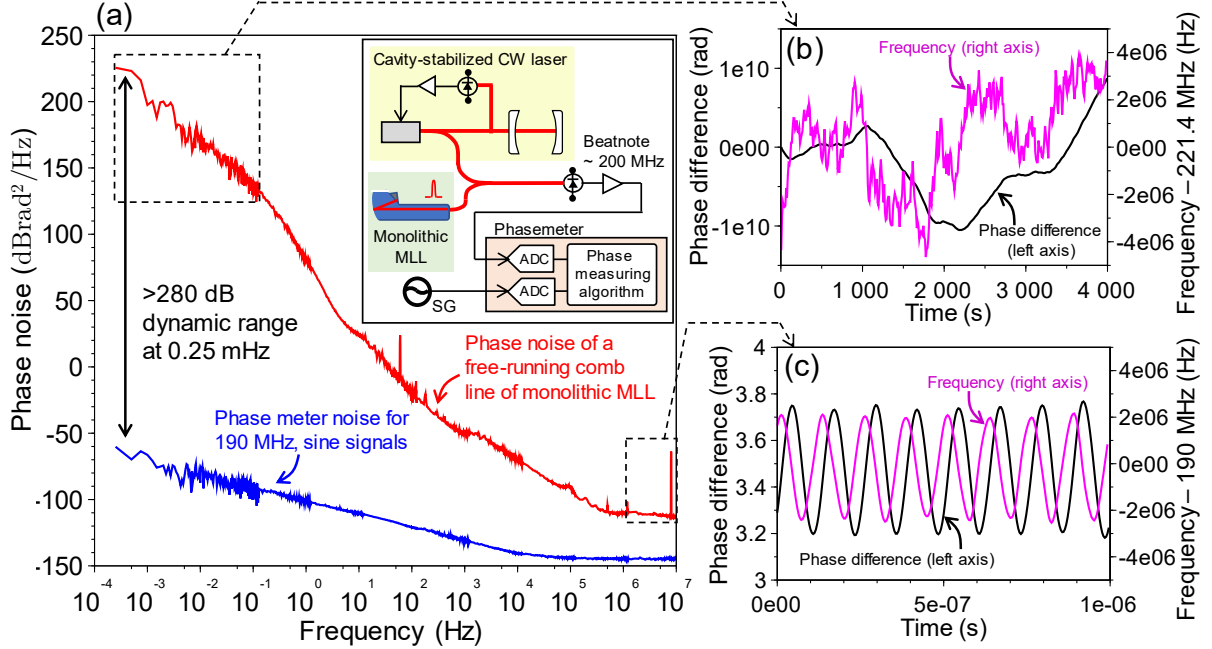 (a)
250
200
150
100
50
0
-50
-100
-150
Phase noise (dBrad²/Hz)
10⁻⁴ 10⁻³ 10⁻² 10⁻¹ 10⁰ 10¹ 10² 10³ 10⁴ 10⁵ 10⁶ 10⁷
Frequency (Hz)
>280 dB
dynamic range
at 0.25 mHz
Phase noise of a
free-running comb
line of monolithic MLL
Phase meter noise for
190 MHz, sine signals
Cavity-stabilized CW laser
Beatnote
~ 200 MHz
Monolithic
MLL
Phasemeter
ADC
ADC
Phase
measuring
algorithm
SG
(b)
Frequency (right axis)
Phase difference
(left axis)
Phase difference (rad)
1e10
0e00
-1e10
4e06
2e06
0e00
-2e06
-4e06
Frequency – 221.4 MHz (Hz)
0 1 000 2 000 3 000 4 000
Time (s)
(c)
Frequency (right axis)
Phase difference (left axis)
Phase difference (rad)
4
3.8
3.6
3.4
3.2
3
4e06
2e06
0e00
-2e06
-4e06
Frequency – 190 MHz (Hz)
0e00 5e-07 1e-06
Time (s)